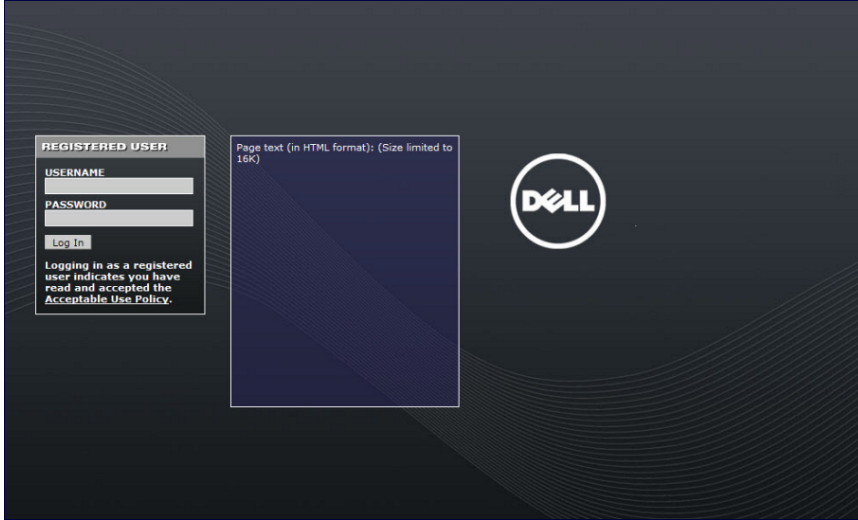 REGISTERED USER
USERNAME
PASSWORD
Log In
Logging in as a registered
user indicates you have
read and accepted the
Acceptable Use Policy.
Page text (in HTML format): (Size limited to
16K)
DELL